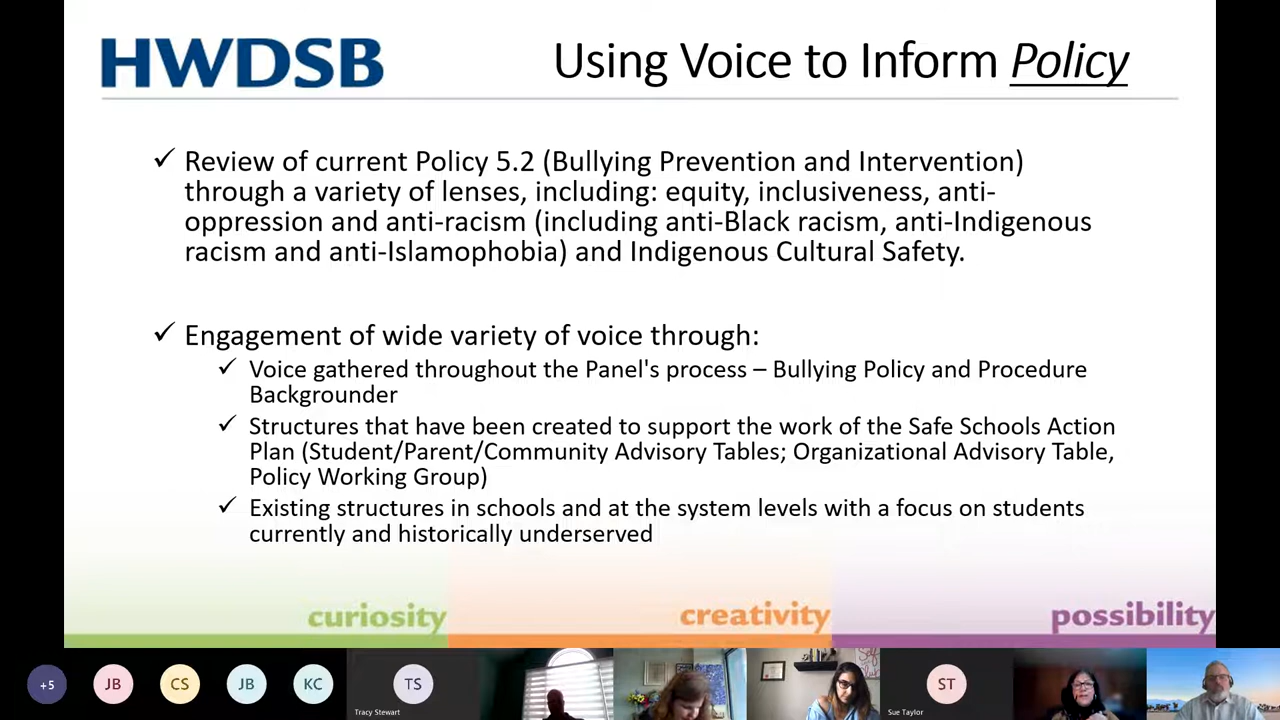 HWDSB
Using Voice to Inform Policy
Review of current Policy 5.2 (Bullying Prevention and Intervention)
through a variety of lenses, including: equity, inclusiveness, anti-
oppression and anti-racism (including anti-Black racism, anti-Indigenous
racism and anti-Islamophobia) and Indigenous Cultural Safety.
Engagement of wide variety of voice through:
Voice gathered throughout the Panel's process – Bullying Policy and Procedure
Backgrounder
Structures that have been created to support the work of the Safe Schools Action
Plan (Student/Parent/Community Advisory Tables; Organizational Advisory Table,
Policy Working Group)
Existing structures in schools and at the system levels with a focus on students
currently and historically underserved
curiosity
creativity
possibility
+5
JB
CS
JB
KC
TS
Tracy Stewart
ST
Sue Taylor